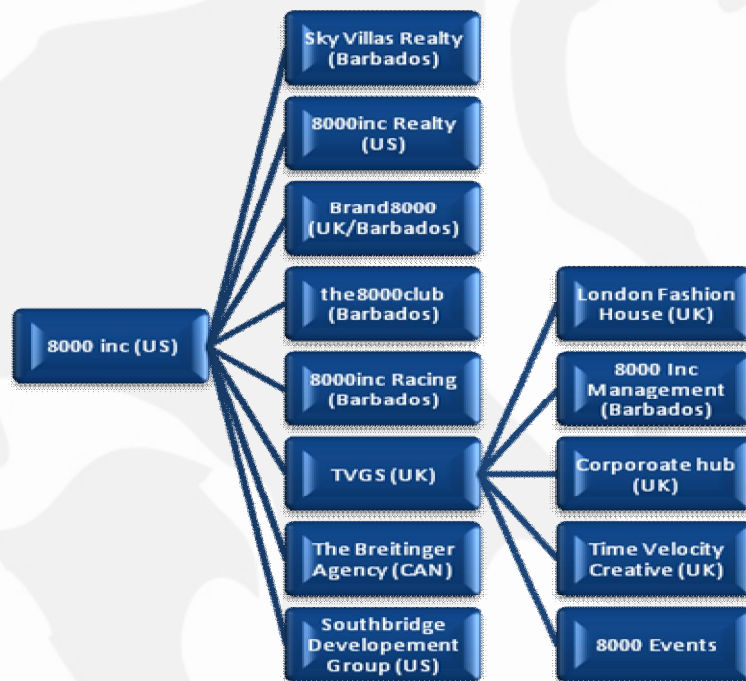 8000 inc (US)
Sky Villas Realty
(Barbados)
8000inc Realty
(US)
Brand8000
(UK/Barbados)
the8000club
(Barbados)
8000inc Racing
(Barbados)
TVGS (UK)
The Breitinger
Agency (CAN)
Southbridge
Developement
Group (US)
London Fashion
House (UK)
8000 Inc
Management
(Barbados)
Corporoate hub
(UK)
Time Velocity
Creative (UK)
8000 Events